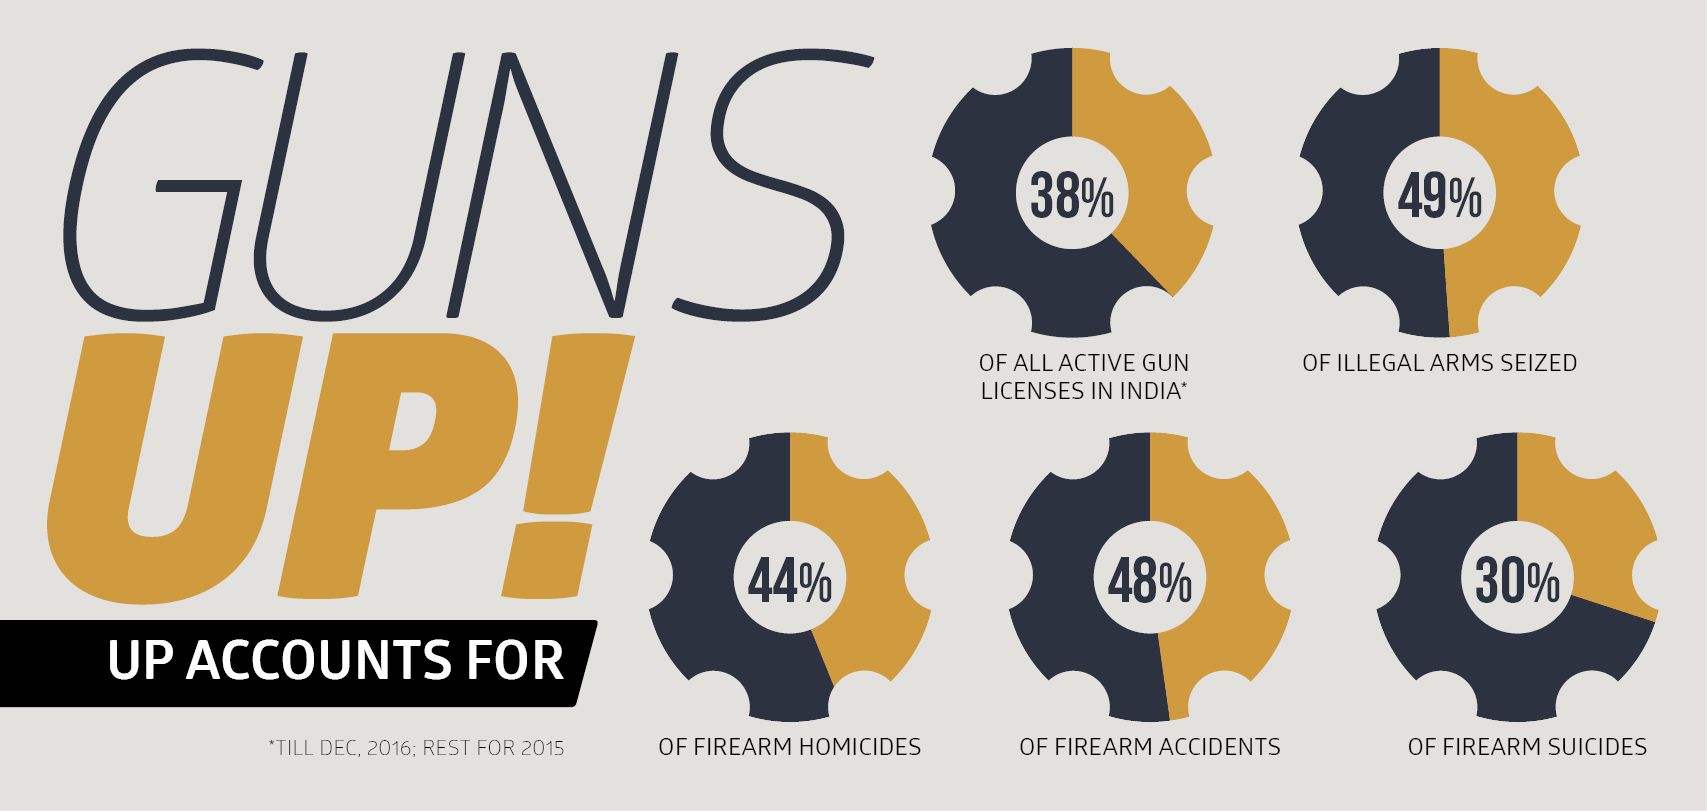 GUNS
UP!
UP ACCOUNTS FOR
*TILL DEC, 2016; REST FOR 2015
38%
OF ALL ACTIVE GUN
LICENSES IN INDIA*
49%
OF ILLEGAL ARMS SEIZED
44%
OF FIREARM HOMICIDES
48%
OF FIREARM ACCIDENTS
30%
OF FIREARM SUICIDES